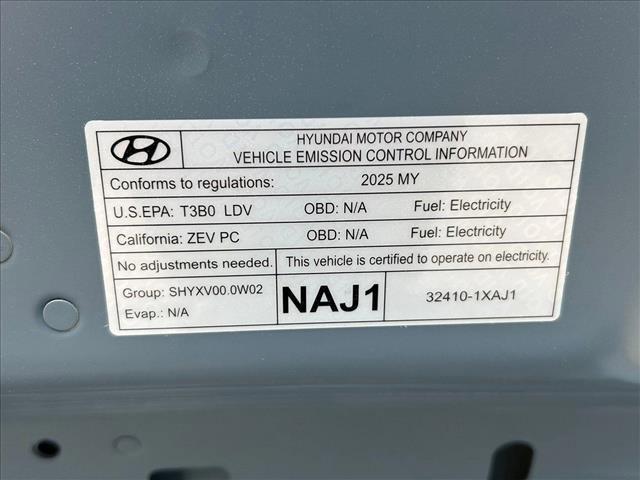 HYUNDAI MOTOR COMPANY
VEHICLE EMISSION CONTROL INFORMATION
Conforms to regulations: 2025 MY
U.S.EPA: T3B0 LDV OBD: N/A Fuel: Electricity
California: ZEV PC OBD: N/A Fuel: Electricity
No adjustments needed. This vehicle is certified to operate on electricity.
Group: SHYXV00.0W02
Evap.: N/A
NAJ1
32410-1XAJ1